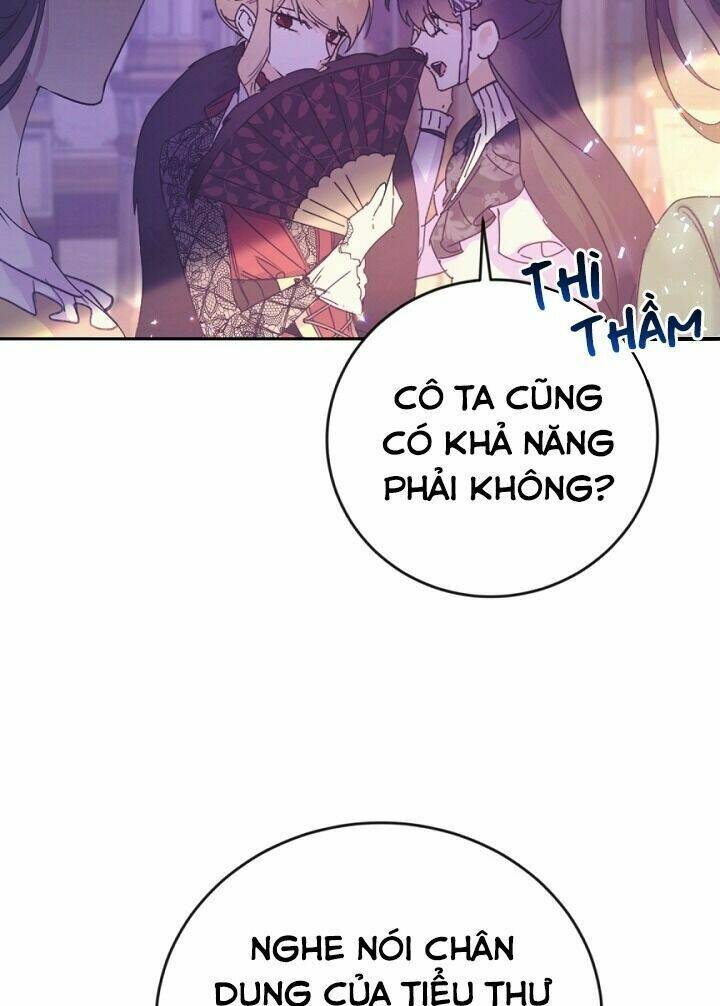 THÌ
THẦM
CÔ TA CŨNG
CÓ KHẢ NĂNG
PHẢI KHÔNG?
NGHE NÓI CHÂN
DUNG CỦA TIỂU THƯ